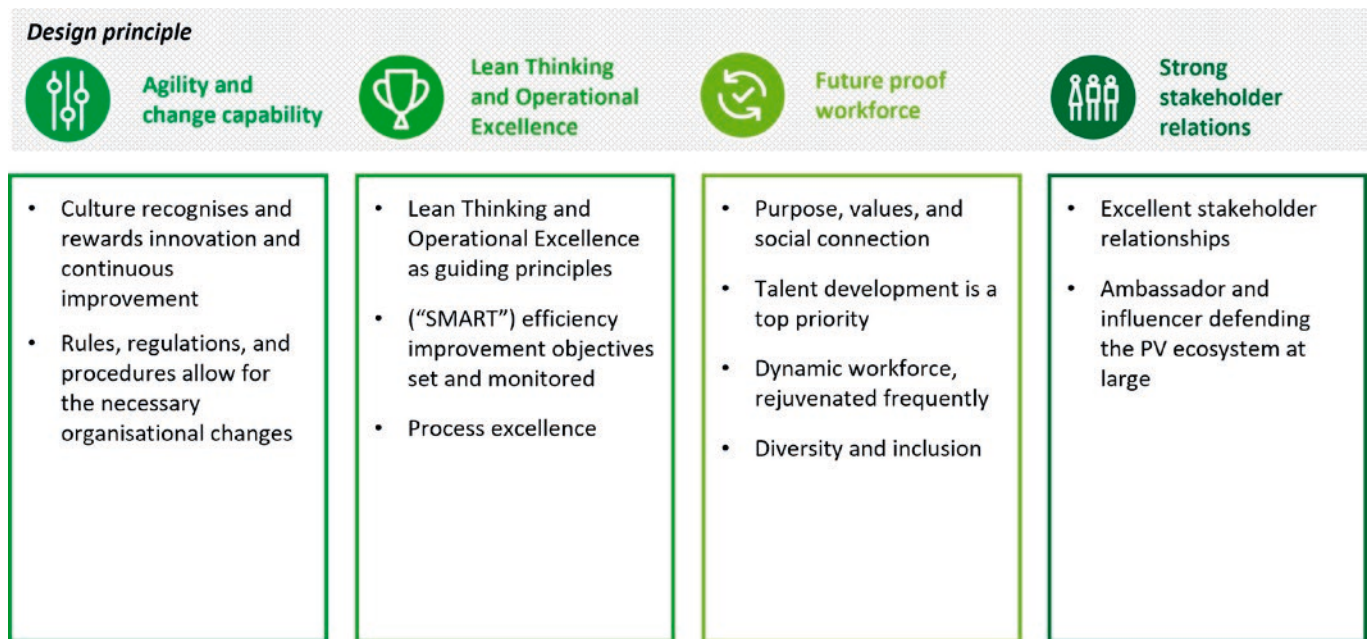 Design principle
Agility and
change capability
Lean Thinking
and Operational
Excellence
Future proof
workforce
Strong
stakeholder
relations
• Culture recognises and
rewards innovation and
continuous
improvement
• Rules, regulations, and
procedures allow for
the necessary
organisational changes
• Lean Thinking and
Operational Excellence
as guiding principles
• (“SMART”) efficiency
improvement objectives
set and monitored
• Process excellence
• Purpose, values, and
social connection
• Talent development is a
top priority
• Dynamic workforce,
rejuvenated frequently
• Diversity and inclusion
• Excellent stakeholder
relationships
• Ambassador and
influencer defending
the PV ecosystem at
large